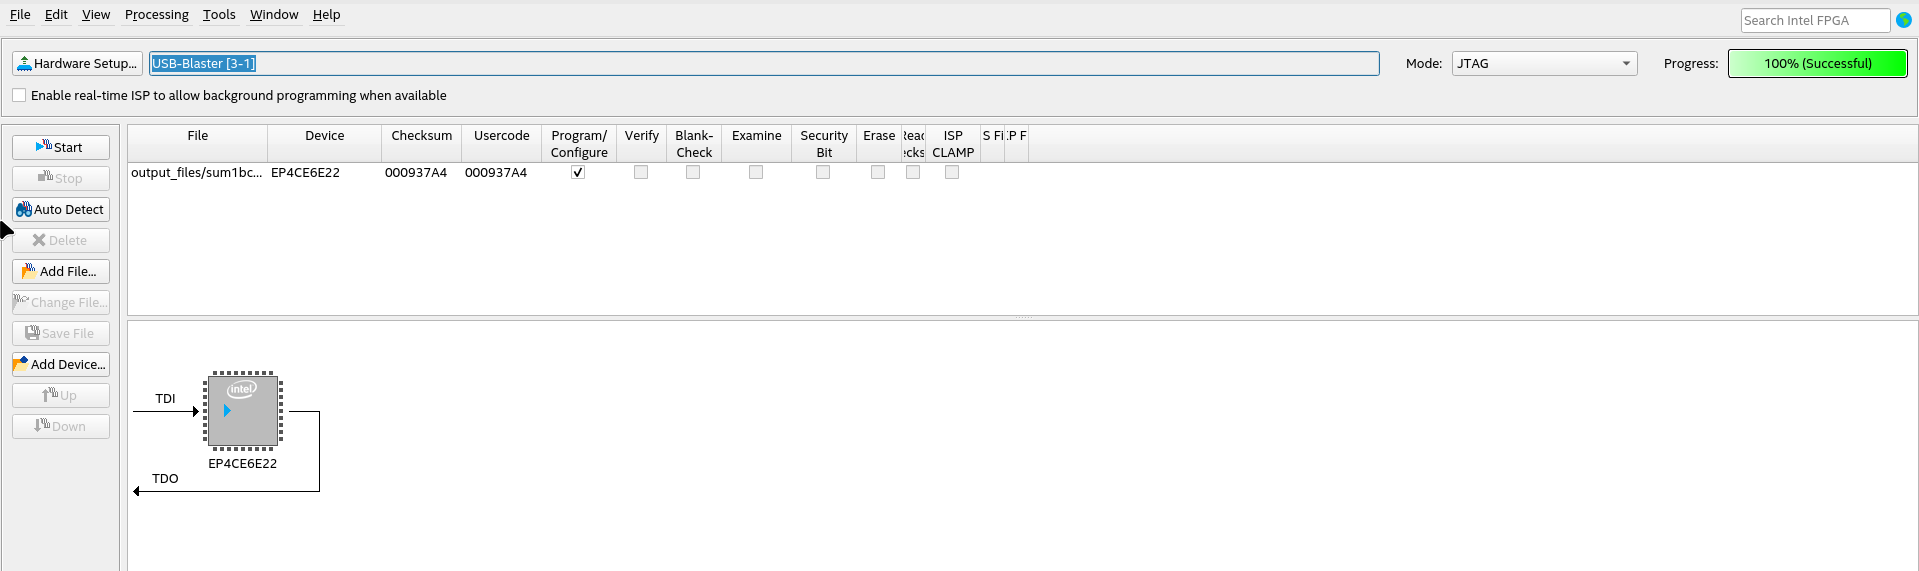 File Edit View Processing Tools Window Help
Search Intel FPGA
Hardware Setup... USB-Blaster [3-1] Mode: JTAG Progress: 100% (Successful)
Enable real-time ISP to allow background programming when available
Start
Stop
Auto Detect
Delete
Add File...
Change File...
Save File
Add Device...
Up
Down
File Device Checksum Usercode Program/ Verify Blank- Examine Security Erase ISP
Configure Check Bit CLAMP
output_files/sum1bc... EP4CE6E22 000937A4 000937A4
intel
TDI
EP4CE6E22
TDO